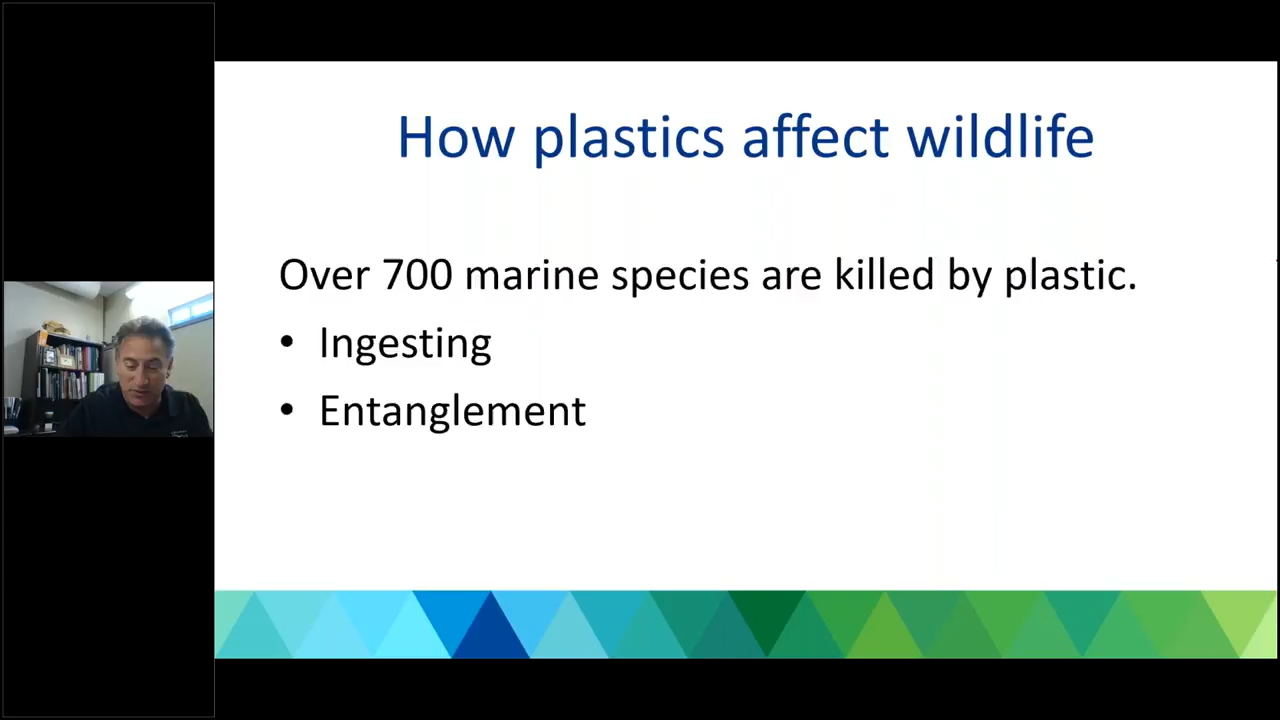 How plastics affect wildlife
Over 700 marine species are killed by plastic.
• Ingesting
• Entanglement